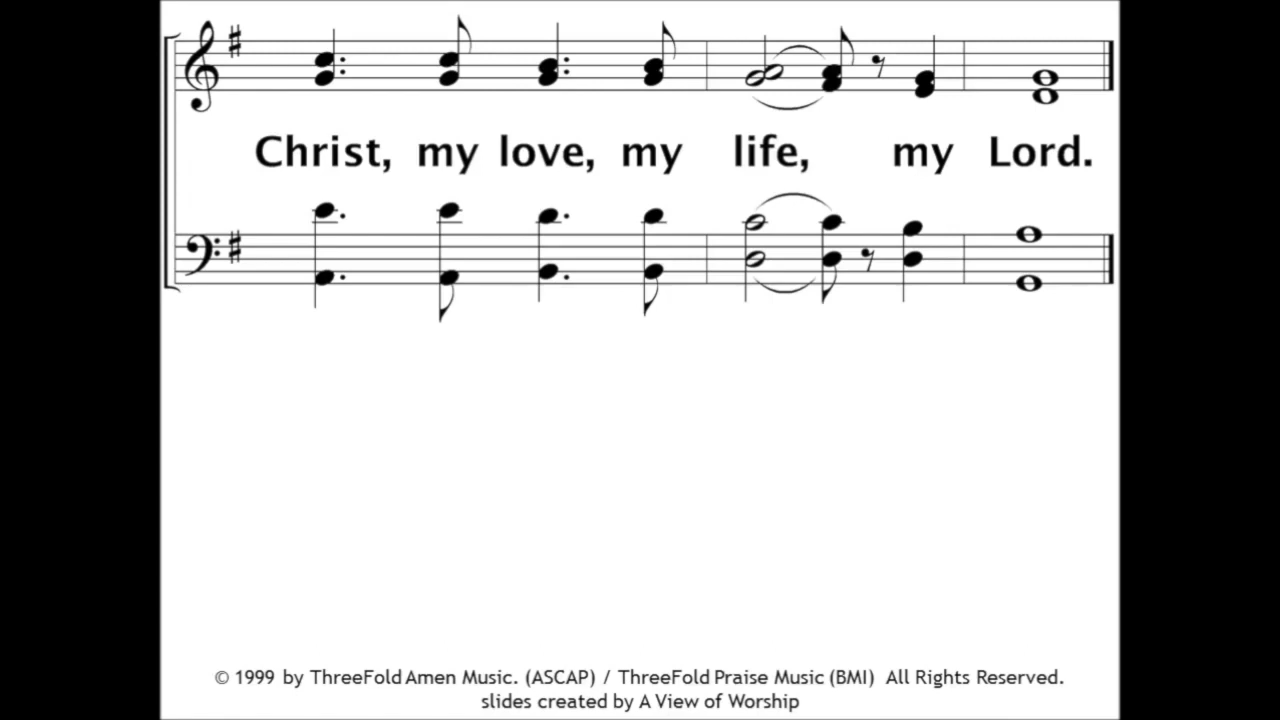 Christ, my love, my life, my Lord.
© 1999 by ThreeFold Amen Music. (ASCAP) / ThreeFold Praise Music (BMI) All Rights Reserved.
slides created by A View of Worship